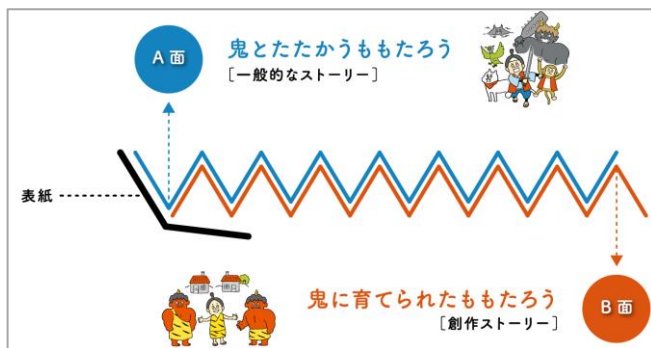 A面
鬼とたたかうももたろう
[一般的なストーリー]
表紙
鬼に育てられたももたろう
[創作ストーリー]
B面